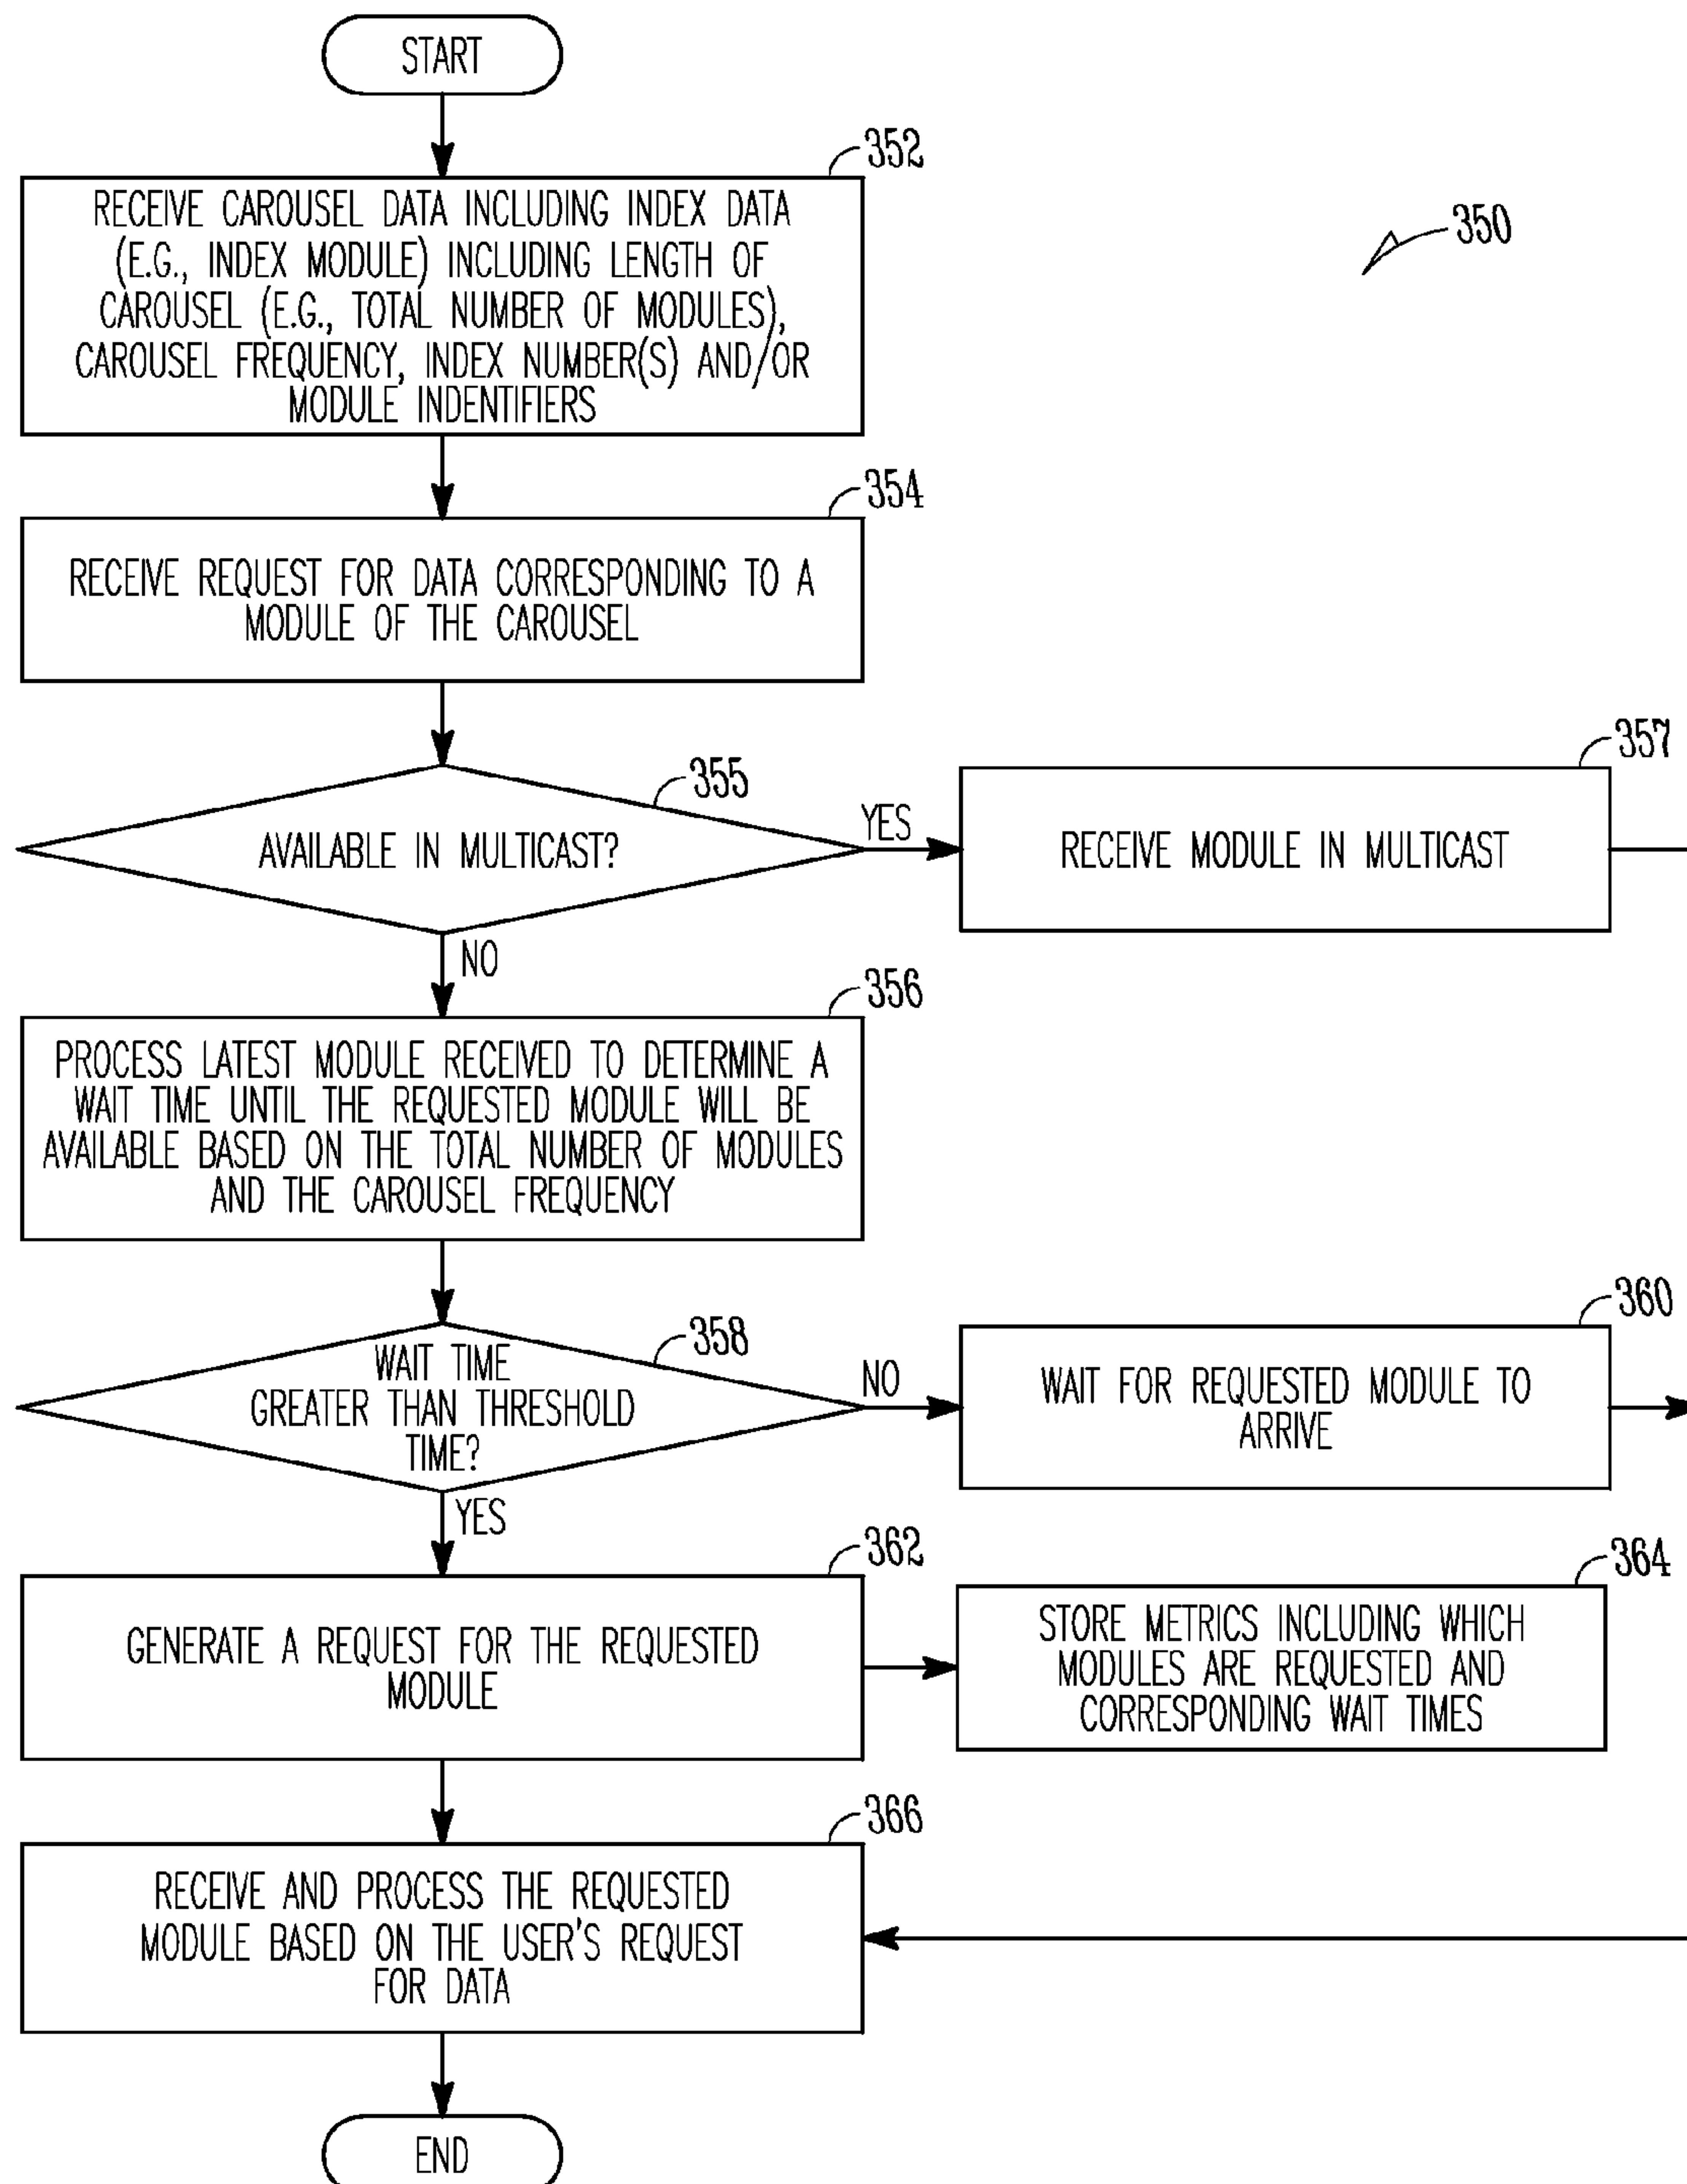 START
352
RECEIVE CAROUSEL DATA INCLUDING INDEX DATA
(E.G., INDEX MODULE) INCLUDING LENGTH OF
CAROUSEL (E.G., TOTAL NUMBER OF MODULES),
CAROUSEL FREQUENCY, INDEX NUMBER(S) AND/OR
MODULE INDENTIFIERS
350
354
RECEIVE REQUEST FOR DATA CORRESPONDING TO A
MODULE OF THE CAROUSEL
355
AVAILABLE IN MULTICAST?
YES
357
RECEIVE MODULE IN MULTICAST
NO
356
PROCESS LATEST MODULE RECEIVED TO DETERMINE A
WAIT TIME UNTIL THE REQUESTED MODULE WILL BE
AVAILABLE BASED ON THE TOTAL NUMBER OF MODULES
AND THE CAROUSEL FREQUENCY
358
WAIT TIME
GREATER THAN THRESHOLD
TIME?
NO
360
WAIT FOR REQUESTED MODULE TO
ARRIVE
YES
362
GENERATE A REQUEST FOR THE REQUESTED
MODULE
364
STORE METRICS INCLUDING WHICH
MODULES ARE REQUESTED AND
CORRESPONDING WAIT TIMES
366
RECEIVE AND PROCESS THE REQUESTED
MODULE BASED ON THE USER'S REQUEST
FOR DATA
END